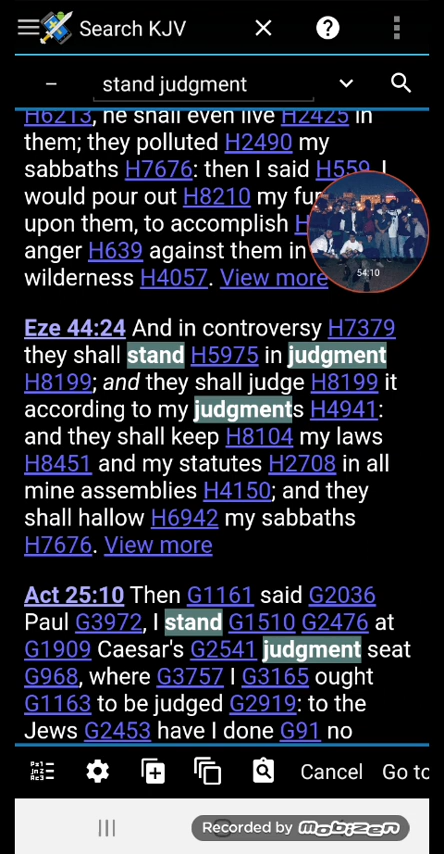 Search KJV
stand judgment
H6213, he shall even live H2425 in
them; they polluted H2490 my
sabbaths H7676: then I said H559, I
would pour out H8210 my
upon them, to accomplish
anger H639 against them in
wilderness H4057. View more
54:10
Eze 44:24 And in controversy H7379
they shall stand H5975 in judgment
H8199; and they shall judge H8199 it
according to my judgments H4941:
and they shall keep H8104 my laws
H8451 and my statutes H2708 in all
mine assemblies H4150; and they
shall hallow H6942 my sabbaths
H7676. View more
Act 25:10 Then G1161 said G2036
Paul G3972, I stand G1510 G2476 at
G1909 Caesar's G2541 judgment seat
G968, where G3757 I G3165 ought
G1163 to be judged G2919: to the
Jews G2453 have I done G91 no
Cancel Go to
Recorded by Mobizen